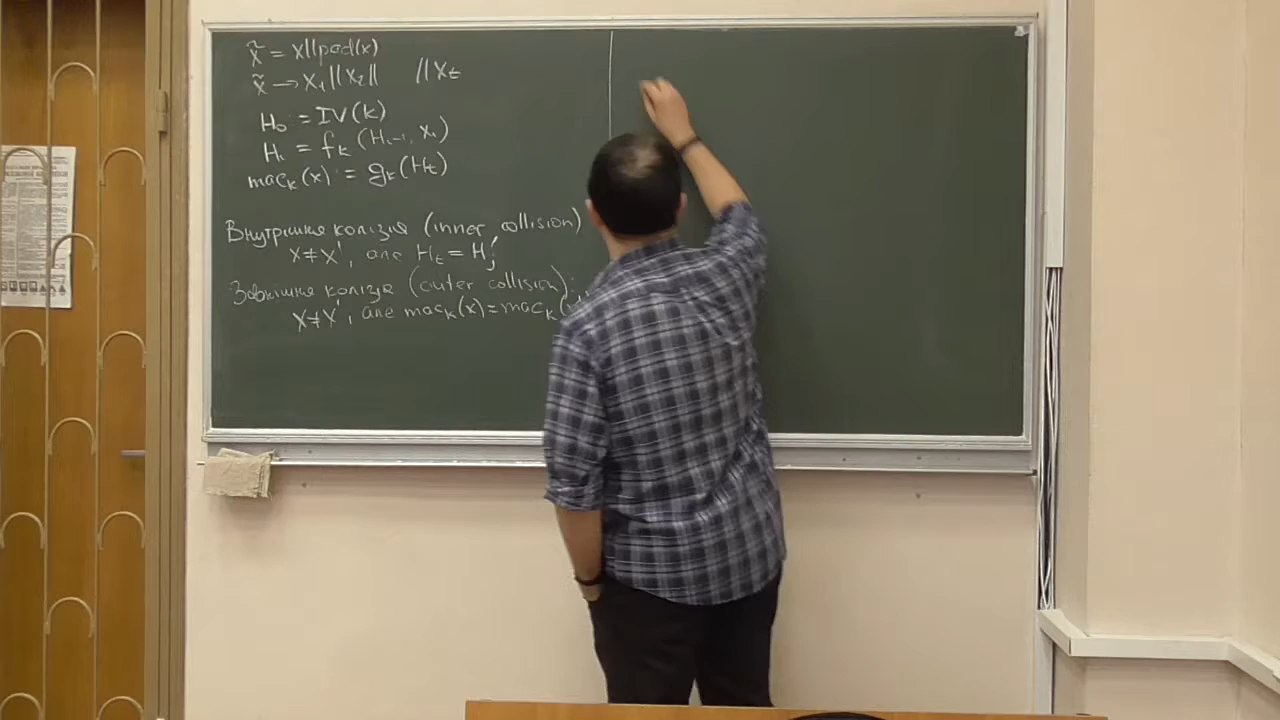 x̃ = x||pad(x)
x̃ → x₁||x₂|| ||xₜ
H₀ := IV(k)
Hᵢ = fₖ(Hᵢ₋₁, xᵢ)
macₖ(x) := gₖ(Hₜ)
Внутрішня колізія (inner collision)
x≠x', але Hₜ = H'
Зовнішня колізія (outer collision):
x≠x', але macₖ(x)=macₖ(